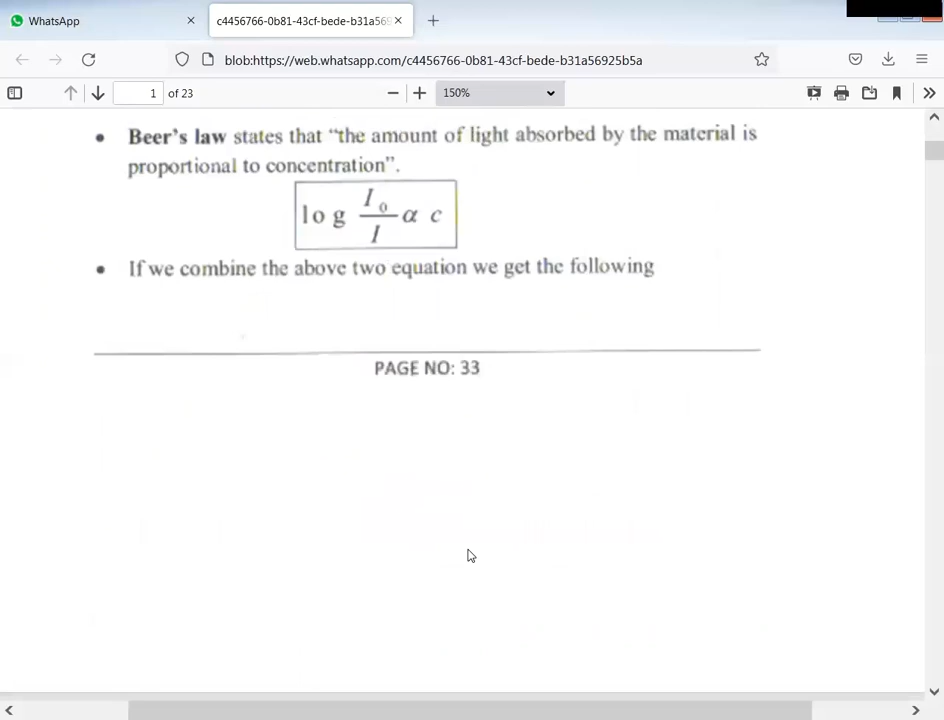 WhatsApp
c4456766-0b81-43cf-bede-b31a569
blob:https://web.whatsapp.com/c4456766-0b81-43cf-bede-b31a56925b5a
1 of 23
150%
• Beer's law states that “the amount of light absorbed by the material is
proportional to concentration”.
log I₀/I α c
• If we combine the above two equation we get the following
PAGE NO: 33